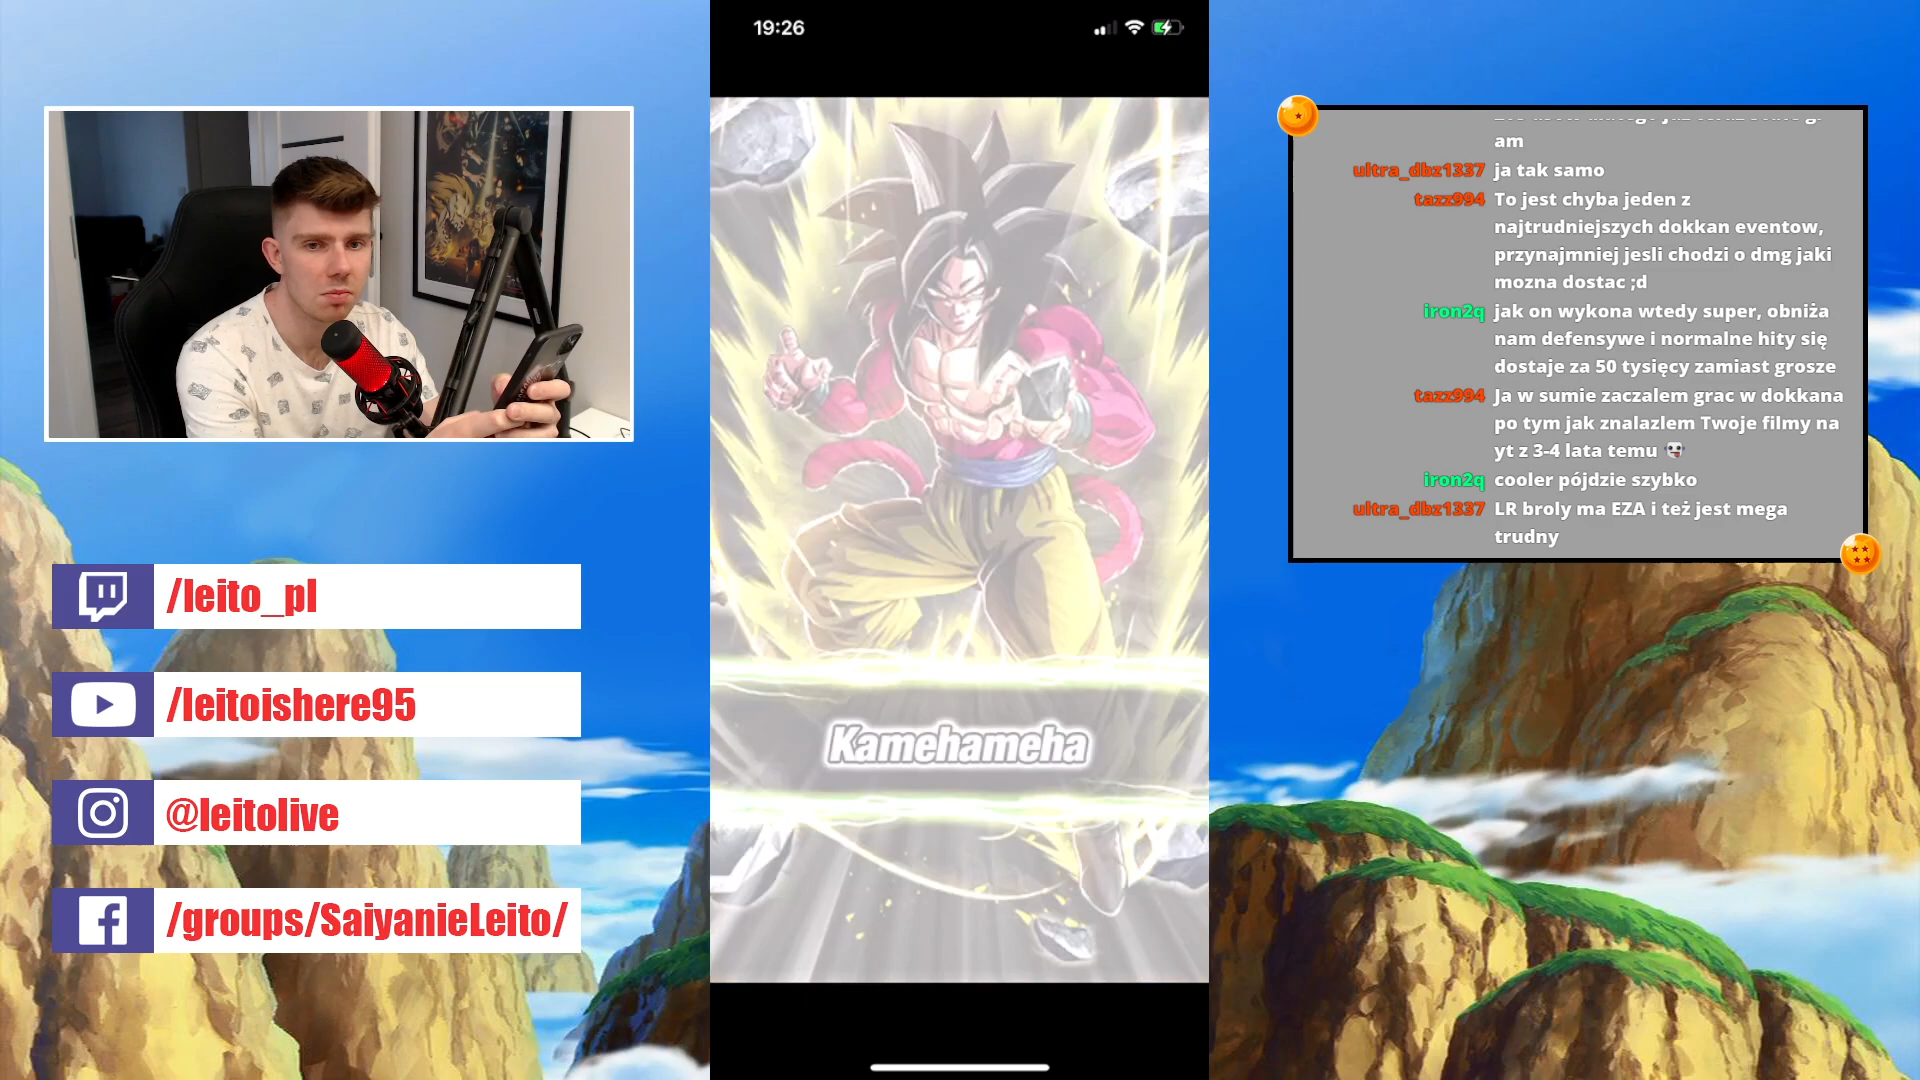 19:26
am
ultra_dbz1337 ja tak samo
tazz994 To jest chyba jeden z
najtrudniejszych dokkan eventow,
przynajmniej jesli chodzi o dmg jaki
mozna dostac ;d
iron2q jak on wykona wtedy super, obniża
nam defensywe i normalne hity się
dostaje za 50 tysięcy zamiast grosze
tazz994 Ja w sumie zaczalem grac w dokkana
po tym jak znalazlem Twoje filmy na
yt z 3-4 lata temu
iron2q cooler pójdzie szybko
ultra_dbz1337 LR broly ma EZA i też jest mega
trudny
/leito_pl
/leitoishere95
@leitolive
/groups/SaiyanieLeito/
Kamehameha